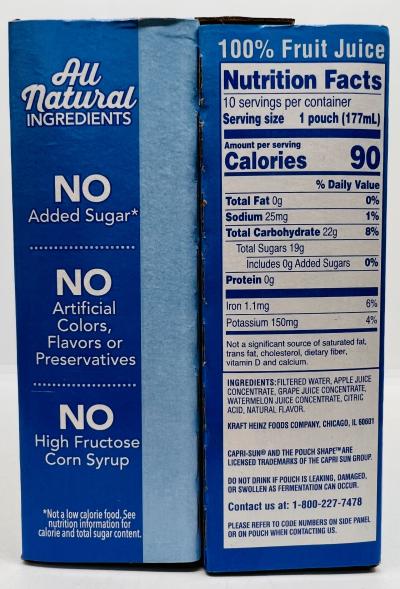 All
Natural
INGREDIENTS
NO
Added Sugar*
NO
Artificial
Colors,
Flavors or
Preservatives
NO
High Fructose
Corn Syrup
*Not a low calorie food. See
nutrition information for
calorie and total sugar content.
100% Fruit Juice
Nutrition Facts
10 servings per container
Serving size 1 pouch (177mL)
Amount per serving
Calories 90
% Daily Value
Total Fat 0g 0%
Sodium 25mg 1%
Total Carbohydrate 22g 8%
Total Sugars 19g
Includes 0g Added Sugars 0%
Protein 0g
Iron 1.1mg 6%
Potassium 150mg 4%
Not a significant source of saturated fat,
trans fat, cholesterol, dietary fiber,
vitamin D and calcium.
INGREDIENTS: FILTERED WATER, APPLE JUICE
CONCENTRATE, GRAPE JUICE CONCENTRATE,
WATERMELON JUICE CONCENTRATE, CITRIC
ACID, NATURAL FLAVOR.
KRAFT HEINZ FOODS COMPANY, CHICAGO, IL 60601
CAPRI-SUN® AND THE POUCH SHAPE™ ARE
LICENSED TRADEMARKS OF THE CAPRI SUN GROUP.
DO NOT DRINK IF POUCH IS LEAKING, DAMAGED,
OR SWOLLEN AS FERMENTATION CAN OCCUR.
Contact us at: 1-800-227-7478
PLEASE REFER TO CODE NUMBERS ON SIDE PANEL
OR ON POUCH WHEN CONTACTING US.